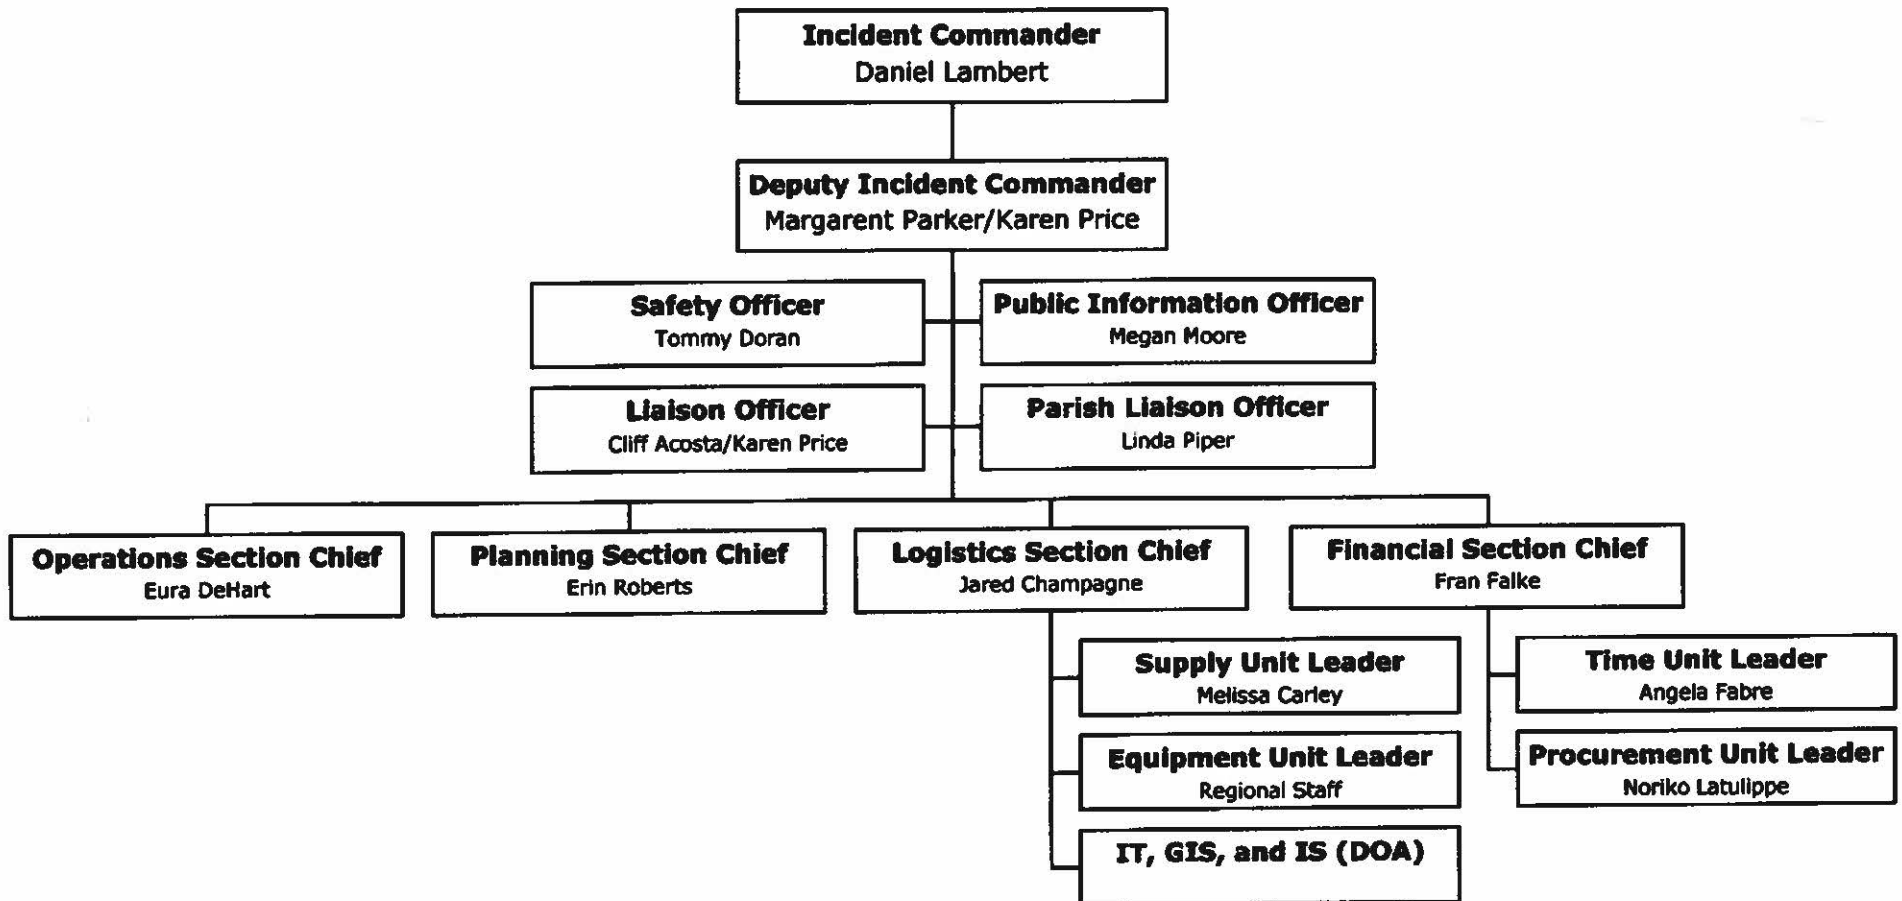 Incident Commander
Daniel Lambert
Deputy Incident Commander
Margarent Parker/Karen Price
Safety Officer
Tommy Doran
Public Information Officer
Megan Moore
Liaison Officer
Cliff Acosta/Karen Price
Parish Liaison Officer
Linda Piper
Operations Section Chief
Eura DeHart
Planning Section Chief
Erin Roberts
Logistics Section Chief
Jared Champagne
Financial Section Chief
Fran Falke
Supply Unit Leader
Melissa Carley
Time Unit Leader
Angela Fabre
Equipment Unit Leader
Regional Staff
Procurement Unit Leader
Noriko Latulippe
IT, GIS, and IS (DOA)